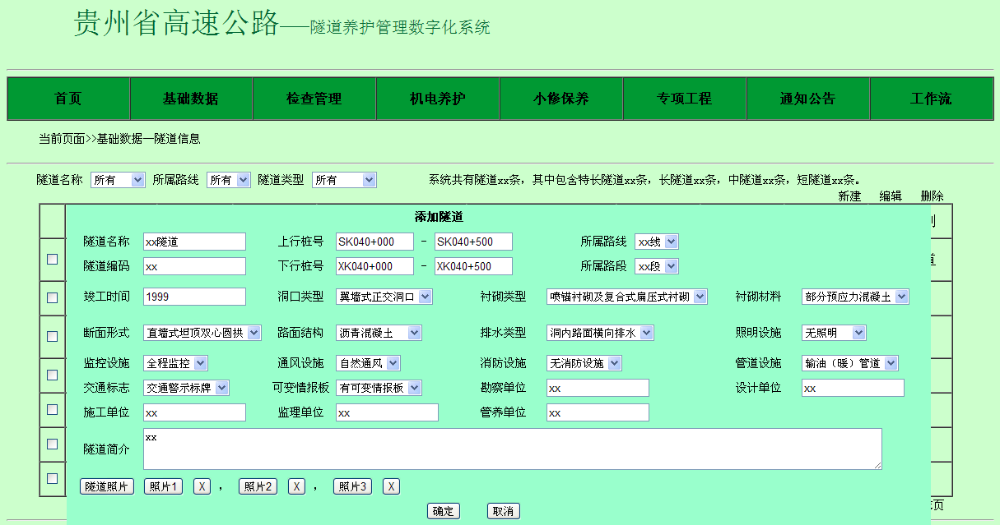 贵州省高速公路——隧道养护管理数字化系统
首页 基础数据 检查管理 机电养护 小修保养 专项工程 通知公告 工作流
当前页面>>基础数据—隧道信息
隧道名称 所有 所属路线 所有 隧道类型 所有 系统共有隧道xx条，其中包含特长隧道xx条，长隧道xx条，中隧道xx条，短隧道xx条。
新建 编辑 删除
添加隧道
隧道名称 xx隧道 上行桩号 SK040+000 - SK040+500 所属路线 xx线
隧道编码 xx 下行桩号 XK040+000 - XK040+500 所属路段 xx段
竣工时间 1999 洞口类型 翼墙式正交洞口 衬砌类型 喷锚衬砌及复合式扁压式衬砌 衬砌材料 部分预应力混凝土
断面形式 直墙式坦顶双心圆拱 路面结构 沥青混凝土 排水类型 洞内路面横向排水 照明设施 无照明
监控设施 全程监控 通风设施 自然通风 消防设施 无消防设施 管道设施 输油（暖）管道
交通标志 交通警示标牌 可变情报板 有可变情报板 勘察单位 xx 设计单位 xx
施工单位 xx 监理单位 xx 管养单位 xx
隧道简介 xx
隧道照片 照片1 X ， 照片2 X ， 照片3 X
确定 取消
页